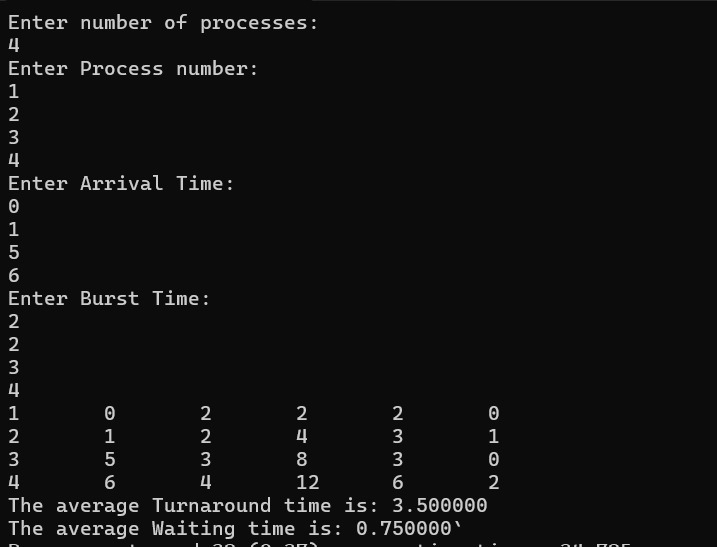 Enter number of processes:
4
Enter Process number:
1
2
3
4
Enter Arrival Time:
0
1
5
6
Enter Burst Time:
2
2
3
4
1 0 2 2 2 0
2 1 2 4 3 1
3 5 3 8 3 0
4 6 4 12 6 2
The average Turnaround time is: 3.500000
The average Waiting time is: 0.750000`